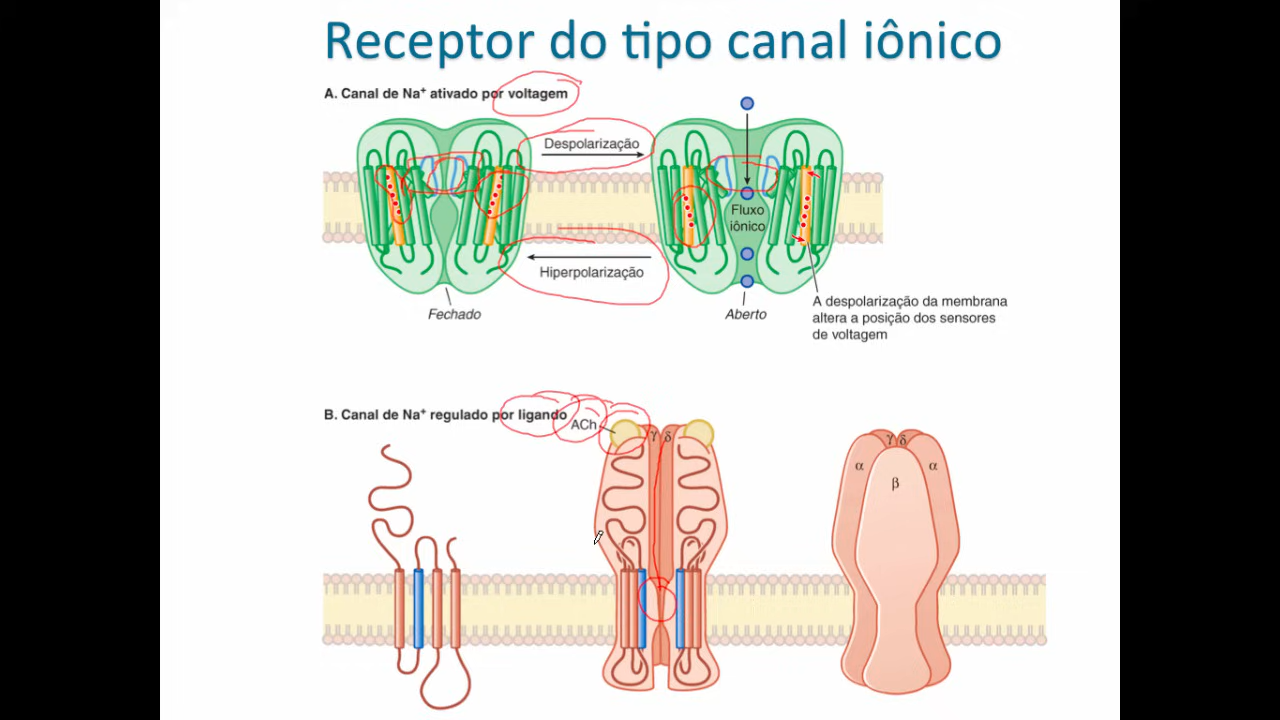 Receptor do tipo canal iônico
A. Canal de Na⁺ ativado por voltagem
Despolarização
Fluxo
iônico
Hiperpolarização
Fechado
Aberto
A despolarização da membrana
altera a posição dos sensores
de voltagem
B. Canal de Na⁺ regulado por ligando
ACh
γ δ
γ δ
α α
β